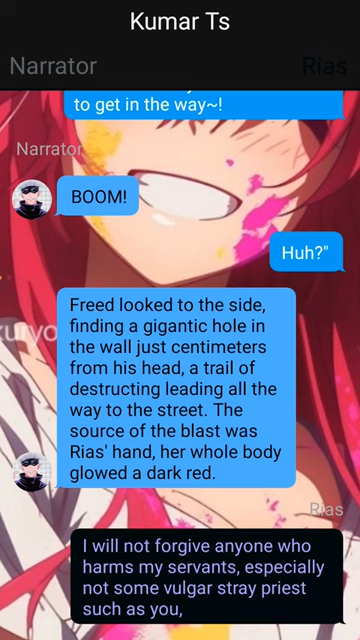 Kumar Ts
Narrator
Rias
to get in the way~!
Narrator
BOOM!
Huh?"
Freed looked to the side,
finding a gigantic hole in
the wall just centimeters
from his head, a trail of
destructing leading all the
way to the street. The
source of the blast was
Rias' hand, her whole body
glowed a dark red.
Rias
I will not forgive anyone who
harms my servants, especially
not some vulgar stray priest
such as you,